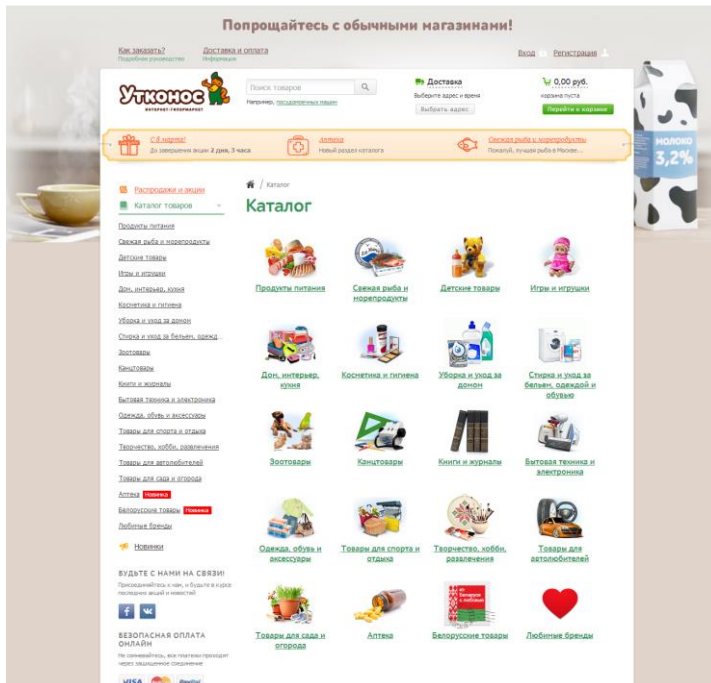 Попрощайтесь с обычными магазинами!
Как заказать?
Подробное руководство
Доставка и оплата
Информация
Вход
Регистрация
УТКОНОС
ИНТЕРНЕТ-ГИПЕРМАРКЕТ
Поиск товаров
Например, посудомоечных машин
Доставка
Выберите адрес и время
Выбрать адрес
0,00 руб.
корзина пуста
Перейти в корзину
МОЛОКО
3,2%
С 8 марта!
До завершения акции 2 дня, 3 часа
аптека
Новый раздел каталога
Свежая рыба и морепродукты
Пожалуй, лучшая рыба в Москве...
Распродажи и акции
Каталог товаров
Продукты питания
Свежая рыба и морепродукты
Детские товары
Игры и игрушки
Дом, интерьер, кухня
Косметика и гигиена
Уборка и уход за домом
Стирка и уход за бельем, одежд...
Зоотовары
Канцтовары
Книги и журналы
Бытовая техника и электроника
Одежда, обувь и аксессуары
Товары для спорта и отдыха
Творчество, хобби, развлечения
Товары для автолюбителей
Товары для сада и огорода
Аптека Новинка
Белорусские товары Новинка
Любимые бренды
Новинки
БУДЬТЕ С НАМИ НА СВЯЗИ!
Присоединяйтесь к нам, и будьте в курсе
последних акций и новостей
БЕЗОПАСНАЯ ОПЛАТА
ОНЛАЙН
Не сомневайтесь, все платежи проходят
через защищенное соединение
VISA
PayPal
/ Каталог
Каталог
Продукты питания
Свежая рыба и
морепродукты
Детские товары
Игры и игрушки
Дом, интерьер,
кухня
Косметика и гигиена
Уборка и уход за
домом
Стирка и уход за
бельем, одеждой и
обувью
Зоотовары
Канцтовары
Книги и журналы
Бытовая техника и
электроника
Одежда, обувь и
аксессуары
Товары для спорта и
отдыха
Творчество, хобби,
развлечения
Товары для
автолюбителей
Товары для сада и
огорода
Аптека
Из
Беларуси
с любовью
Белорусские товары
Любимые бренды